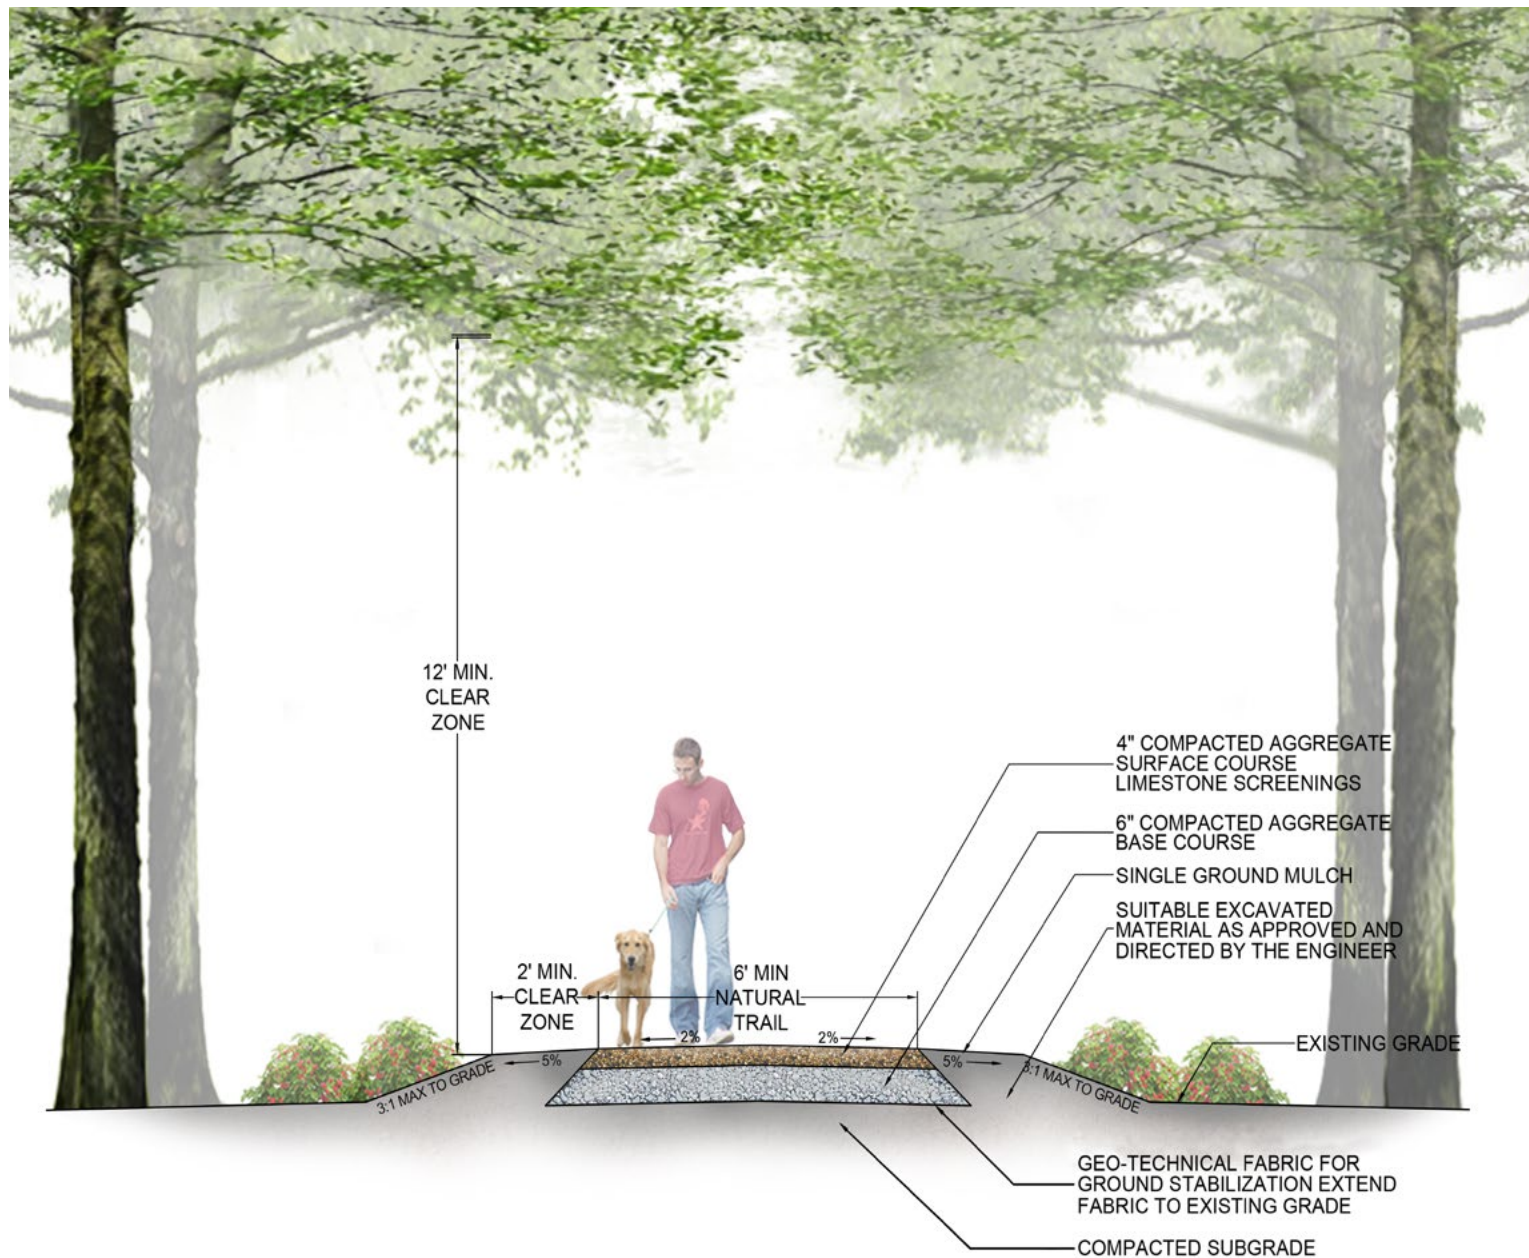 12' MIN.
CLEAR
ZONE
4" COMPACTED AGGREGATE
SURFACE COURSE
LIMESTONE SCREENINGS
6" COMPACTED AGGREGATE
BASE COURSE
SINGLE GROUND MULCH
SUITABLE EXCAVATED
MATERIAL AS APPROVED AND
DIRECTED BY THE ENGINEER
2' MIN.
CLEAR
ZONE
6' MIN
NATURAL
TRAIL
2%
2%
5%
5%
3:1 MAX TO GRADE
3:1 MAX TO GRADE
EXISTING GRADE
GEO-TECHNICAL FABRIC FOR
GROUND STABILIZATION EXTEND
FABRIC TO EXISTING GRADE
COMPACTED SUBGRADE